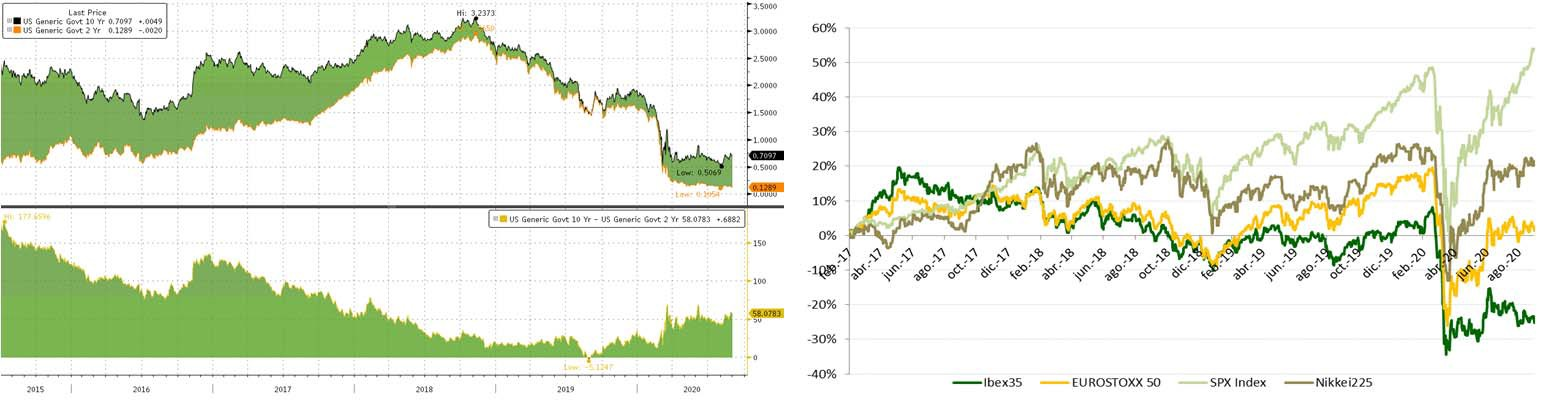 Last Price
US Generic Govt 10 Yr 0.7097 +.0049
US Generic Govt 2 Yr 0.1289 -.0020
Hi: 3.2373
3.5000
3.0000
2.5000
2.0000
1.5000
1.0000
0.7097
0.5000
0.1289
0.0000
Low: 0.5069
Hi: 177.6596
US Generic Govt 10 Yr - US Generic Govt 2 Yr 58.0783 +.6882
150
100
58.0783
50
0
Low: -5.1247
2015 2016 2017 2018 2019 2020
60%
50%
40%
30%
20%
10%
0%
-10%
-20%
-30%
-40%
abr.-17 jun.-17 ago.-17 oct.-17 dic.-17 feb.-18 abr.-18 jun.-18 ago.-18 oct.-18 dic.-18 feb.-19 abr.-19 jun.-19 ago.-19 oct.-19 dic.-19 feb.-20 abr.-20 jun.-20 ago.-20
Ibex35 EUROSTOXX 50 SPX Index Nikkei225